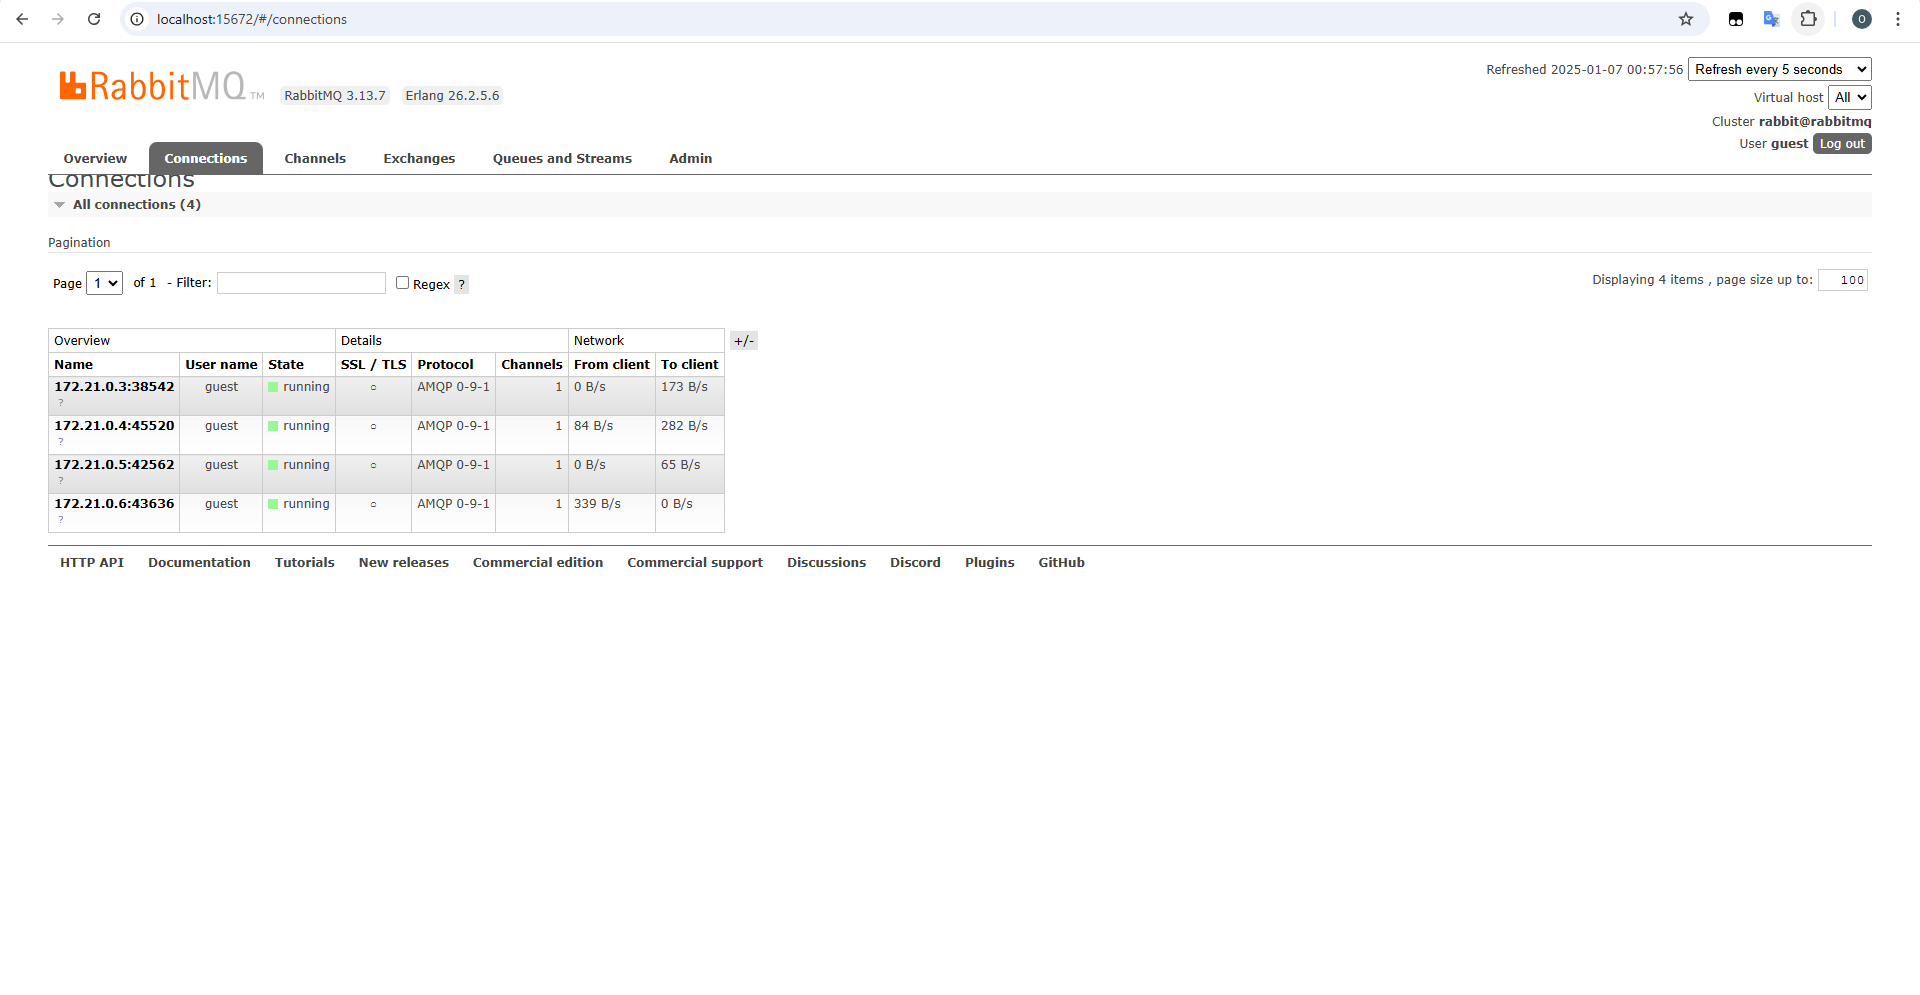 localhost:15672/#/connections
O
RabbitMQ TM RabbitMQ 3.13.7 Erlang 26.2.5.6
Refreshed 2025-01-07 00:57:56 Refresh every 5 seconds
Virtual host All
Cluster rabbit@rabbitmq
User guest Log out
Overview Connections Channels Exchanges Queues and Streams Admin
Connections
All connections (4)
Pagination
Page 1 of 1 - Filter: Regex ? Displaying 4 items , page size up to: 100
Overview Details Network +/-
Name User name State SSL / TLS Protocol Channels From client To client
172.21.0.3:38542 guest running ○ AMQP 0-9-1 1 0 B/s 173 B/s
?
172.21.0.4:45520 guest running ○ AMQP 0-9-1 1 84 B/s 282 B/s
?
172.21.0.5:42562 guest running ○ AMQP 0-9-1 1 0 B/s 65 B/s
?
172.21.0.6:43636 guest running ○ AMQP 0-9-1 1 339 B/s 0 B/s
?
HTTP API Documentation Tutorials New releases Commercial edition Commercial support Discussions Discord Plugins GitHub